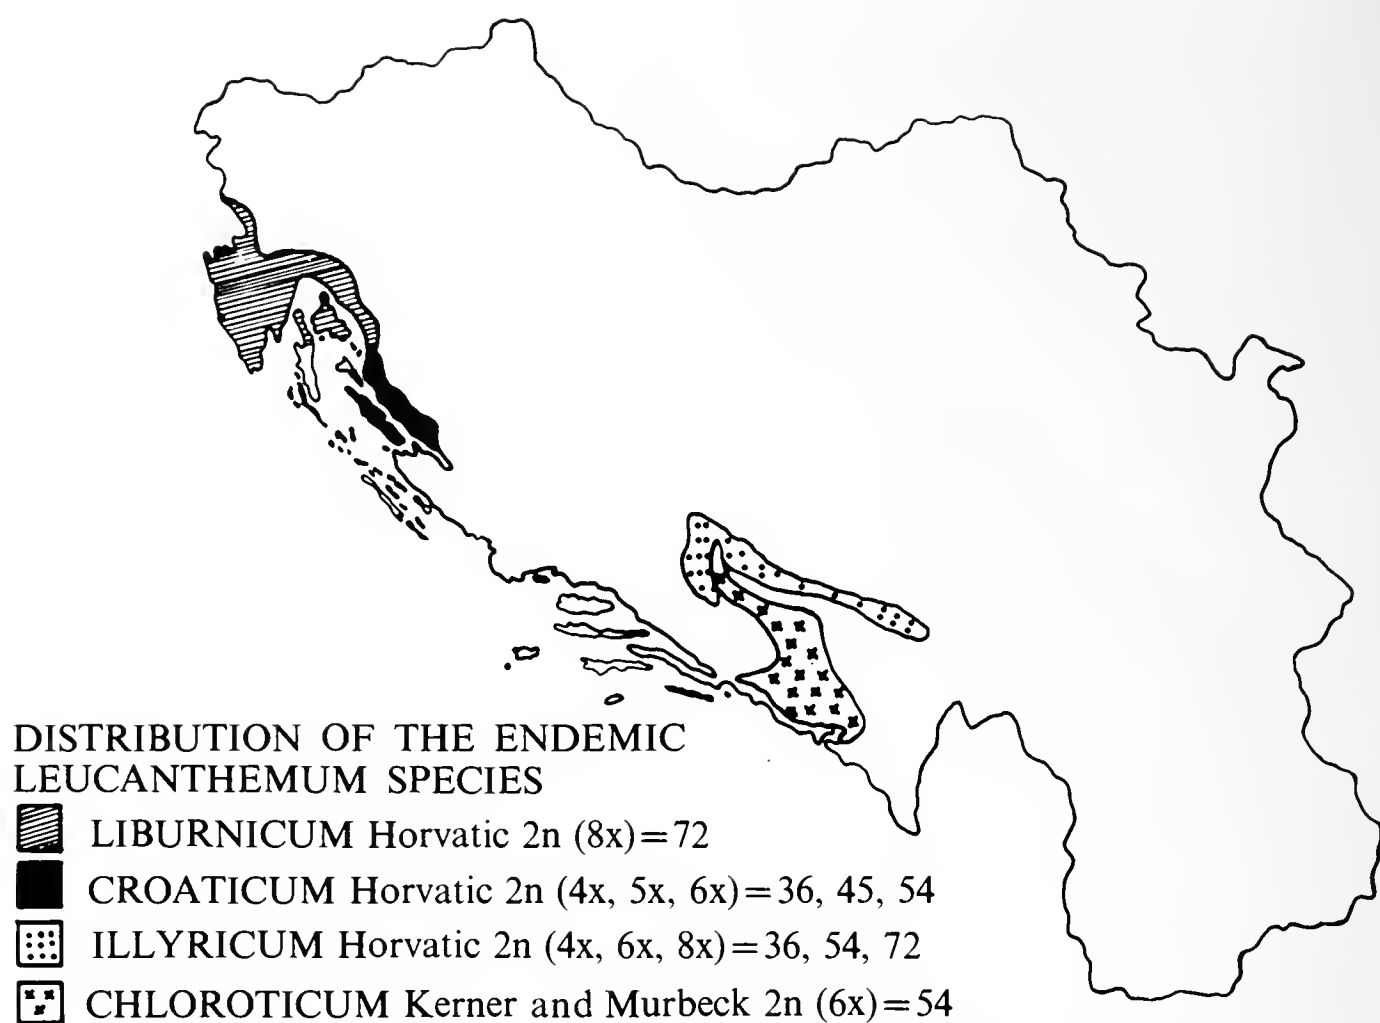 DISTRIBUTION OF THE ENDEMIC
LEUCANTHEMUM SPECIES
LIBURNICUM Horvatic 2n (8x)=72
CROATICUM Horvatic 2n (4x, 5x, 6x)=36, 45, 54
ILLYRICUM Horvatic 2n (4x, 6x, 8x)=36, 54, 72
CHLOROTICUM Kerner and Murbeck 2n (6x)=54